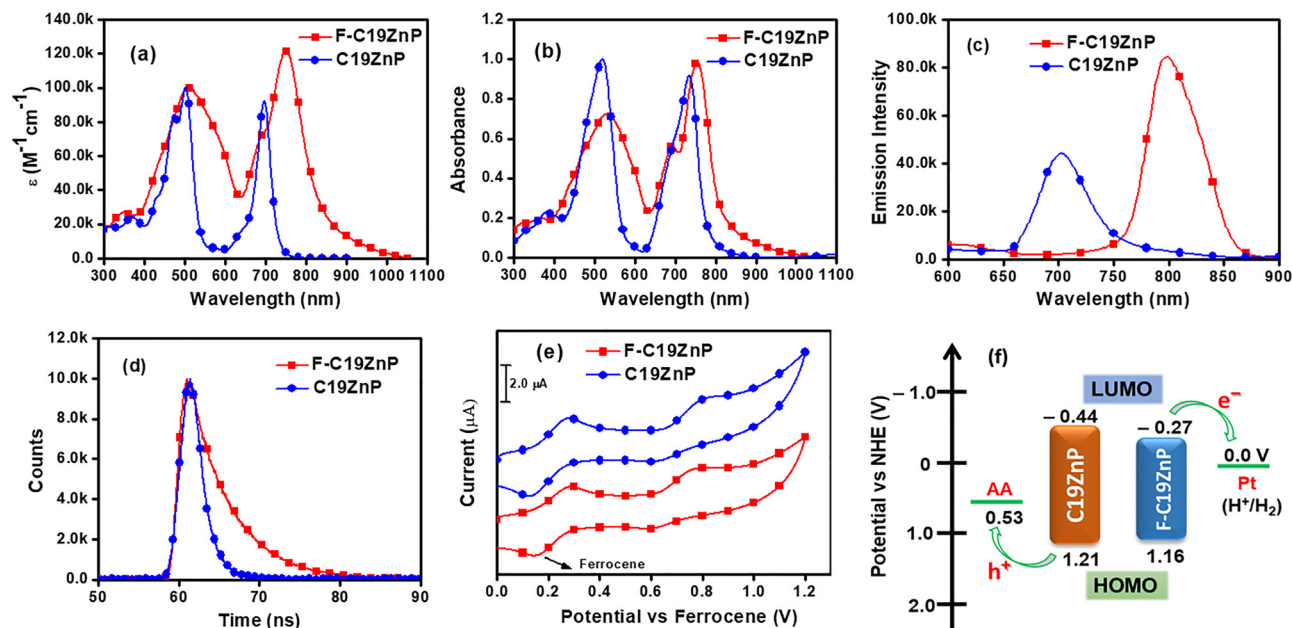 140.0k
120.0k
100.0k
80.0k
60.0k
40.0k
20.0k
0.0
ε (M⁻¹cm⁻¹)
(a)
F-C19ZnP
C19ZnP
300 400 500 600 700 800 900 1000 1100
Wavelength (nm)
1.2
1.0
0.8
0.6
0.4
0.2
0.0
Absorbance
(b)
F-C19ZnP
C19ZnP
300 400 500 600 700 800 900 1000 1100
Wavelength (nm)
100.0k
80.0k
60.0k
40.0k
20.0k
0.0
Emission Intensity
(c)
F-C19ZnP
C19ZnP
600 650 700 750 800 850 900
Wavelength (nm)
12.0k
10.0k
8.0k
6.0k
4.0k
2.0k
0.0
Counts
(d)
F-C19ZnP
C19ZnP
50 60 70 80 90
Time (ns)
Current (μA)
2.0 μA
(e)
F-C19ZnP
C19ZnP
Ferrocene
0.0 0.2 0.4 0.6 0.8 1.0 1.2
Potential vs Ferrocene (V)
(f)
Potential vs NHE (V)
– 1.0
0
1.0
2.0
LUMO
– 0.44
– 0.27
e⁻
0.0 V
Pt
(H⁺/H₂)
AA
0.53
h⁺
C19ZnP
F-C19ZnP
1.21
1.16
HOMO